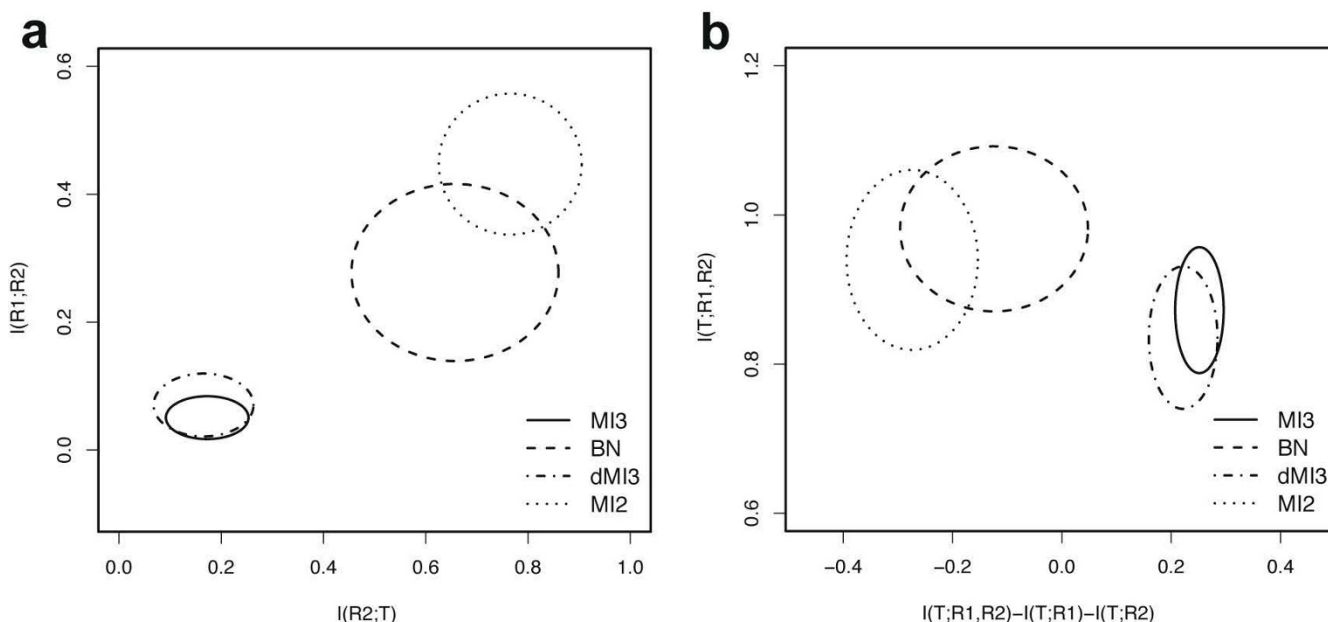 a
0.6
0.4
0.2
0.0
I(R1;R2)
MI3
BN
dMI3
MI2
0.0 0.2 0.4 0.6 0.8 1.0
I(R2;T)
b
1.2
1.0
0.8
0.6
I(T;R1,R2)
MI3
BN
dMI3
MI2
−0.4 −0.2 0.0 0.2 0.4
I(T;R1,R2)−I(T;R1)−I(T;R2)